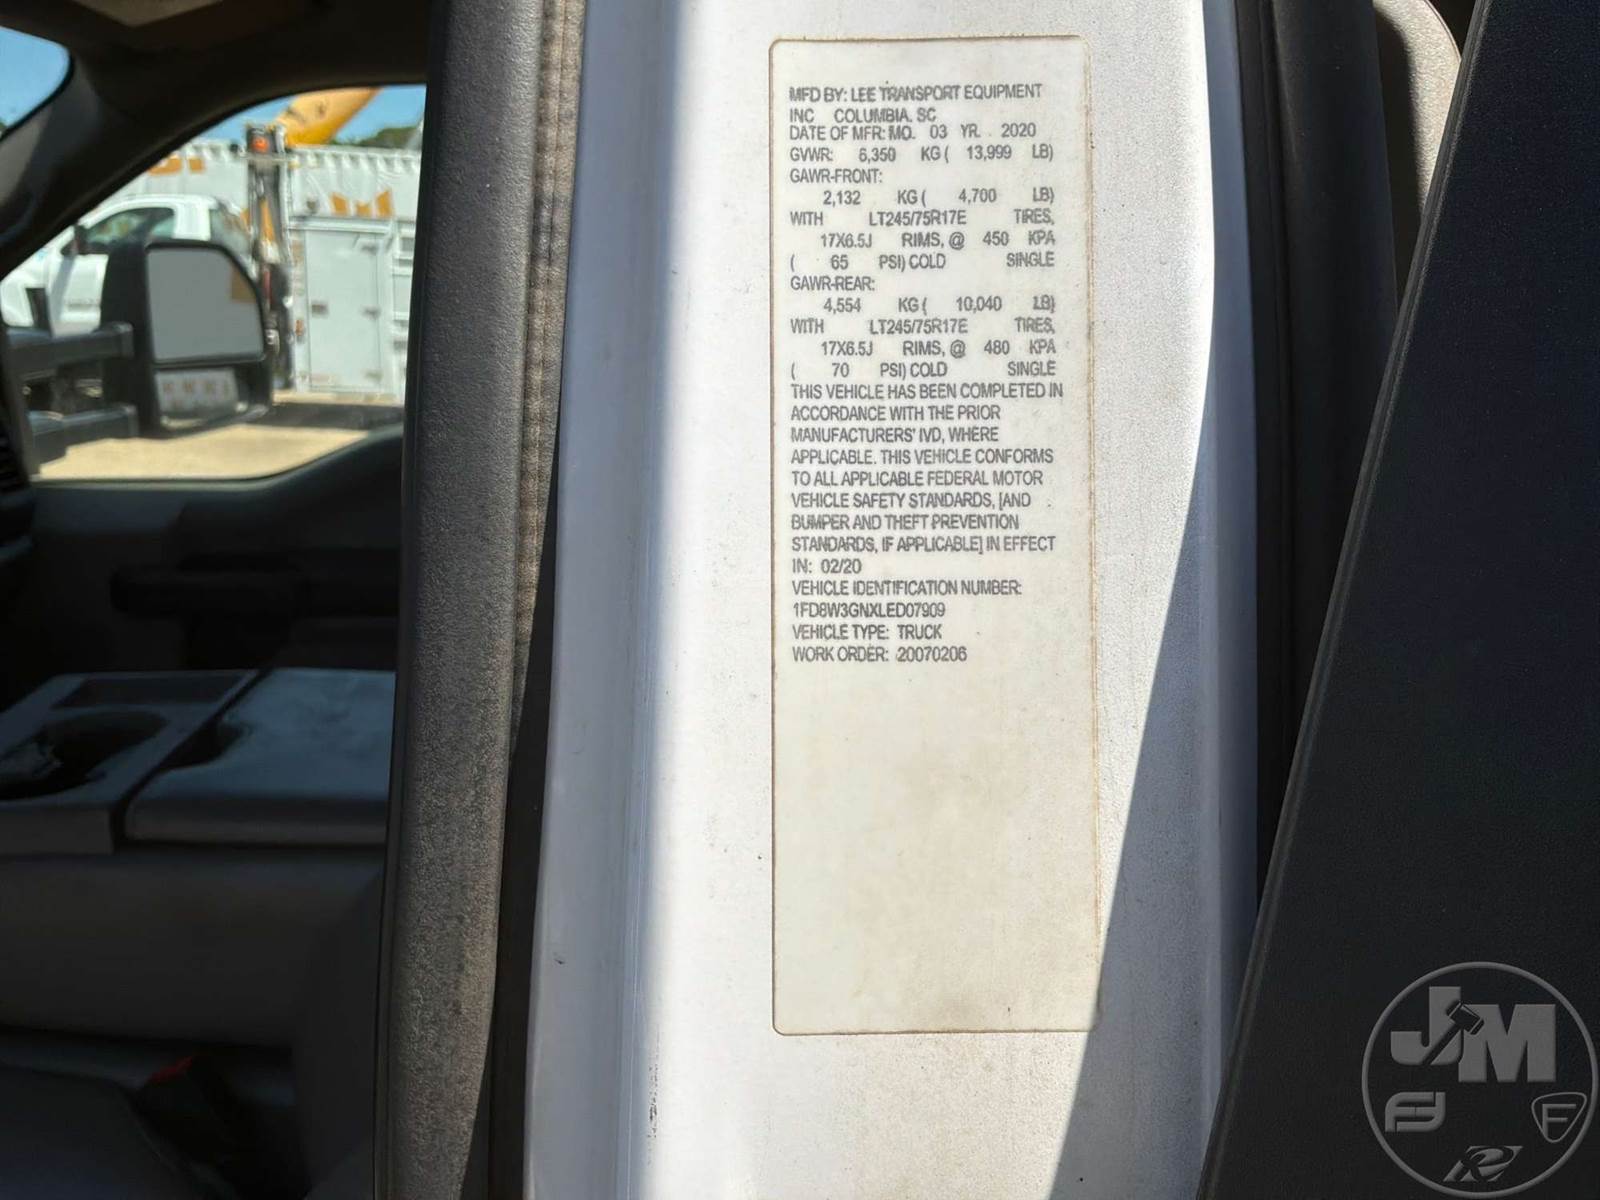 MFD BY: LEE TRANSPORT EQUIPMENT
INC COLUMBIA, SC
DATE OF MFR: MO. 03 YR. 2020
GVWR: 6,350 KG ( 13,999 LB)
GAWR-FRONT:
2,132 KG ( 4,700 LB)
WITH LT245/75R17E TIRES,
17X6.5J RIMS, @ 450 KPA
( 65 PSI) COLD SINGLE
GAWR-REAR:
4,554 KG ( 10,040 LB)
WITH LT245/75R17E TIRES,
17X6.5J RIMS, @ 480 KPA
( 70 PSI) COLD SINGLE
THIS VEHICLE HAS BEEN COMPLETED IN
ACCORDANCE WITH THE PRIOR
MANUFACTURERS' IVD, WHERE
APPLICABLE. THIS VEHICLE CONFORMS
TO ALL APPLICABLE FEDERAL MOTOR
VEHICLE SAFETY STANDARDS, [AND
BUMPER AND THEFT PREVENTION
STANDARDS, IF APPLICABLE] IN EFFECT
IN: 02/20
VEHICLE IDENTIFICATION NUMBER:
1FD8W3GNXLED07909
VEHICLE TYPE: TRUCK
WORK ORDER: 20070206
JM
F